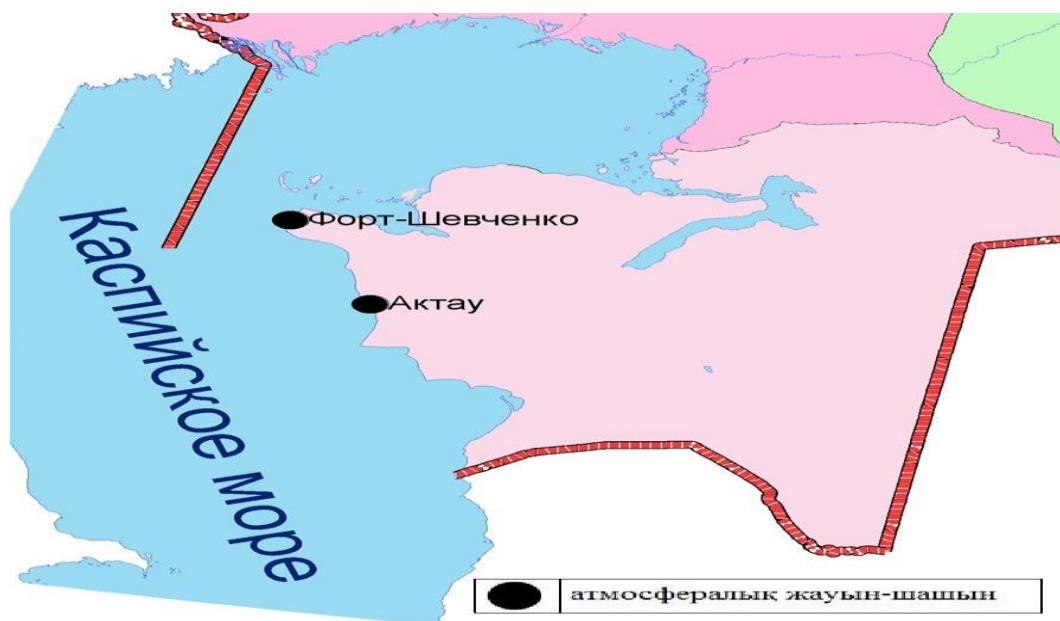 Форт-Шевченко
Актау
Каспийское море
атмосфералық жауын-шашын